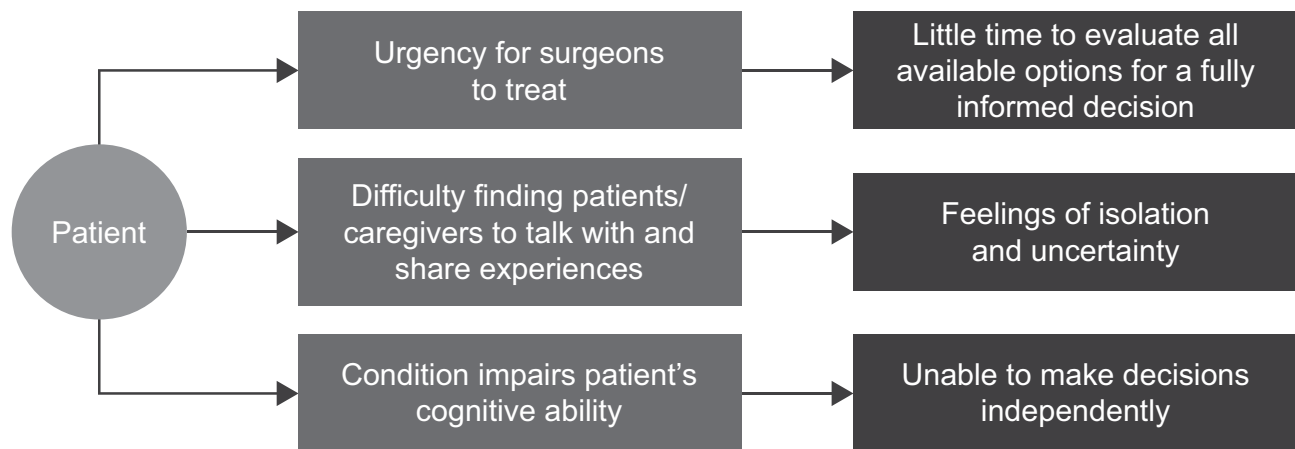 Patient
Urgency for surgeons
to treat
Little time to evaluate all
available options for a fully
informed decision
Difficulty finding patients/
caregivers to talk with and
share experiences
Feelings of isolation
and uncertainty
Condition impairs patient’s
cognitive ability
Unable to make decisions
independently